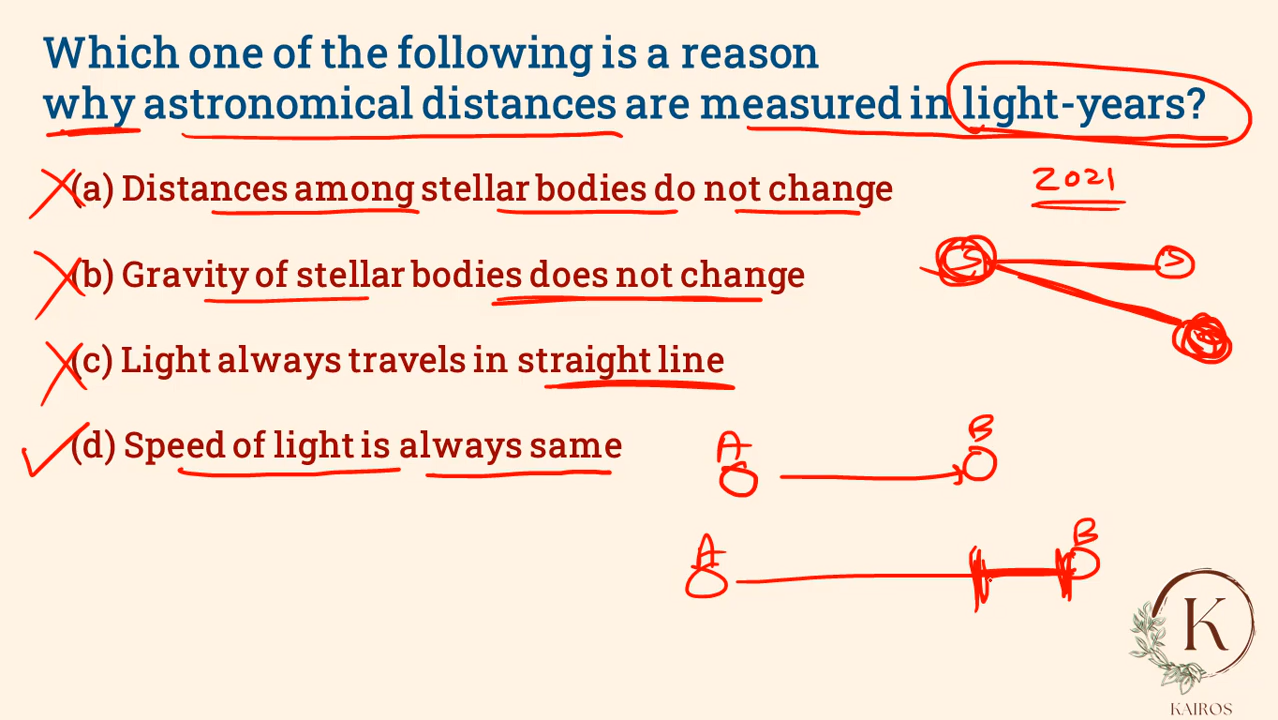 Which one of the following is a reason
why astronomical distances are measured in light-years?
(a) Distances among stellar bodies do not change
2021
(b) Gravity of stellar bodies does not change
S
S
(c) Light always travels in straight line
(d) Speed of light is always same
A
B
A
B
K
KAIROS